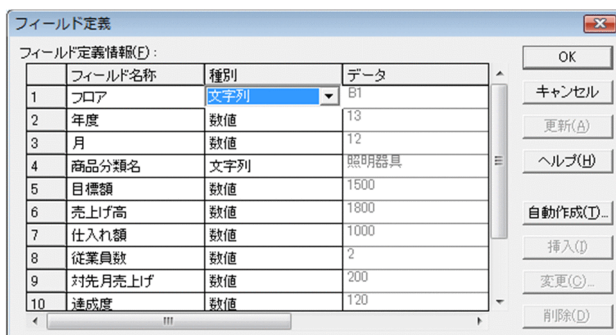 フィールド定義
フィールド定義情報(F)：
フィールド名称 種別 データ
1 フロア 文字列 B1
2 年度 数値 13
3 月 数値 12
4 商品分類名 文字列 照明器具
5 目標額 数値 1500
6 売上げ高 数値 1800
7 仕入れ額 数値 1000
8 従業員数 数値 2
9 対先月売上げ 数値 200
10 達成度 数値 120
OK
キャンセル
更新(A)
ヘルプ(H)
自動作成(T)...
挿入(I)
変更(C)...
削除(D)